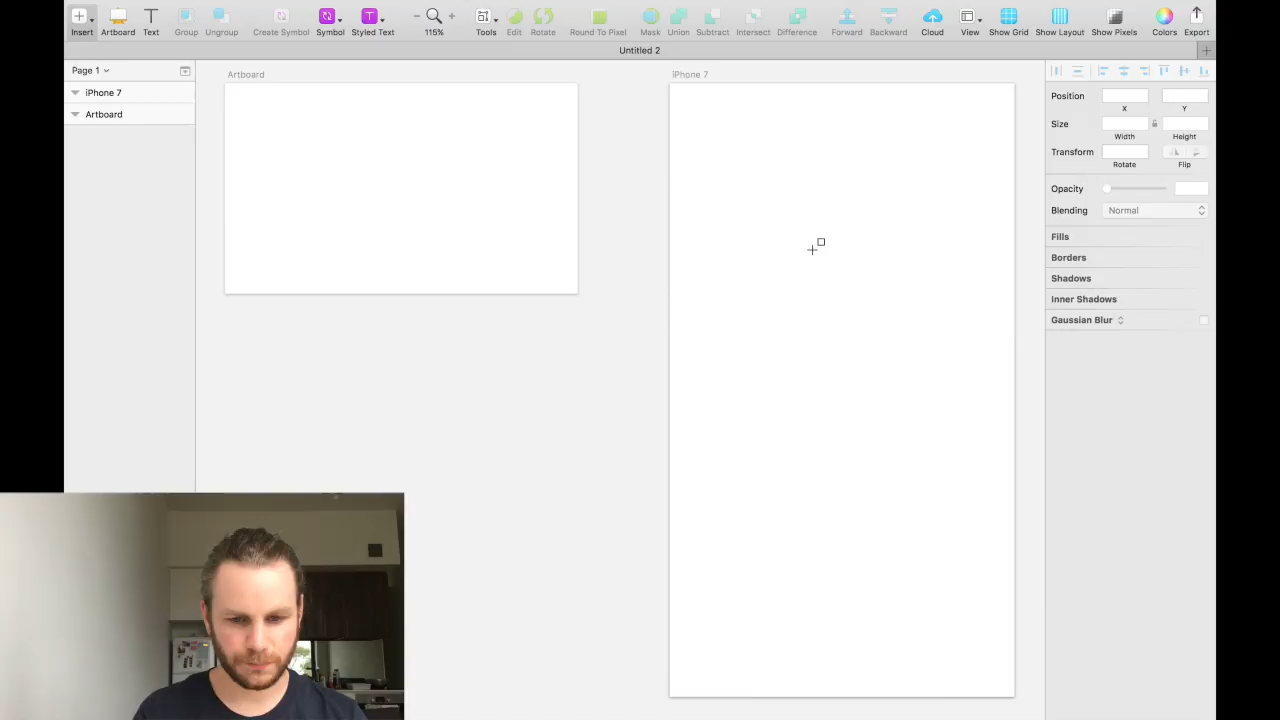 Insert Artboard Text Group Ungroup Create Symbol Symbol Styled Text 115% Tools Edit Rotate Round To Pixel Mask Union Subtract Intersect Difference Forward Backward Cloud View Show Grid Show Layout Show Pixels Colors Export
Untitled 2
Page 1
iPhone 7
Artboard
Artboard
iPhone 7
Position
X Y
Size
Width Height
Transform
Rotate Flip
Opacity
Blending Normal
Fills
Borders
Shadows
Inner Shadows
Gaussian Blur